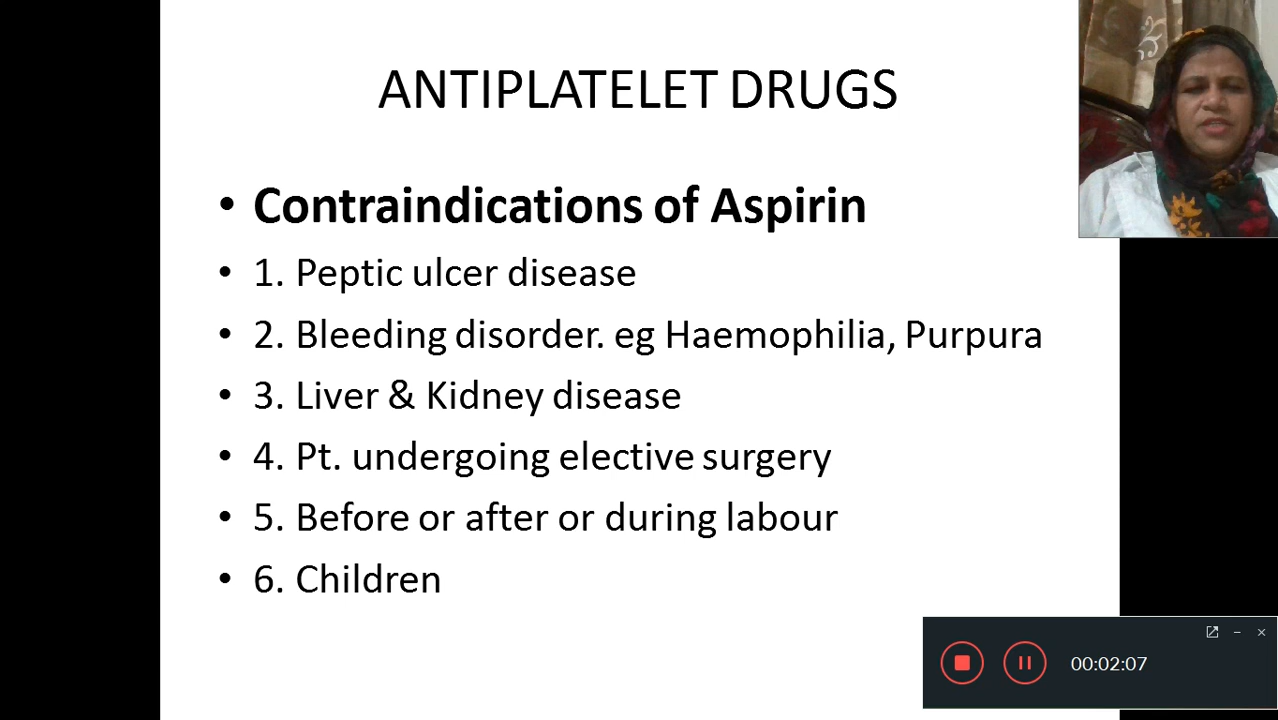 ANTIPLATELET DRUGS
• Contraindications of Aspirin
• 1. Peptic ulcer disease
• 2. Bleeding disorder. eg Haemophilia, Purpura
• 3. Liver & Kidney disease
• 4. Pt. undergoing elective surgery
• 5. Before or after or during labour
• 6. Children
00:02:07